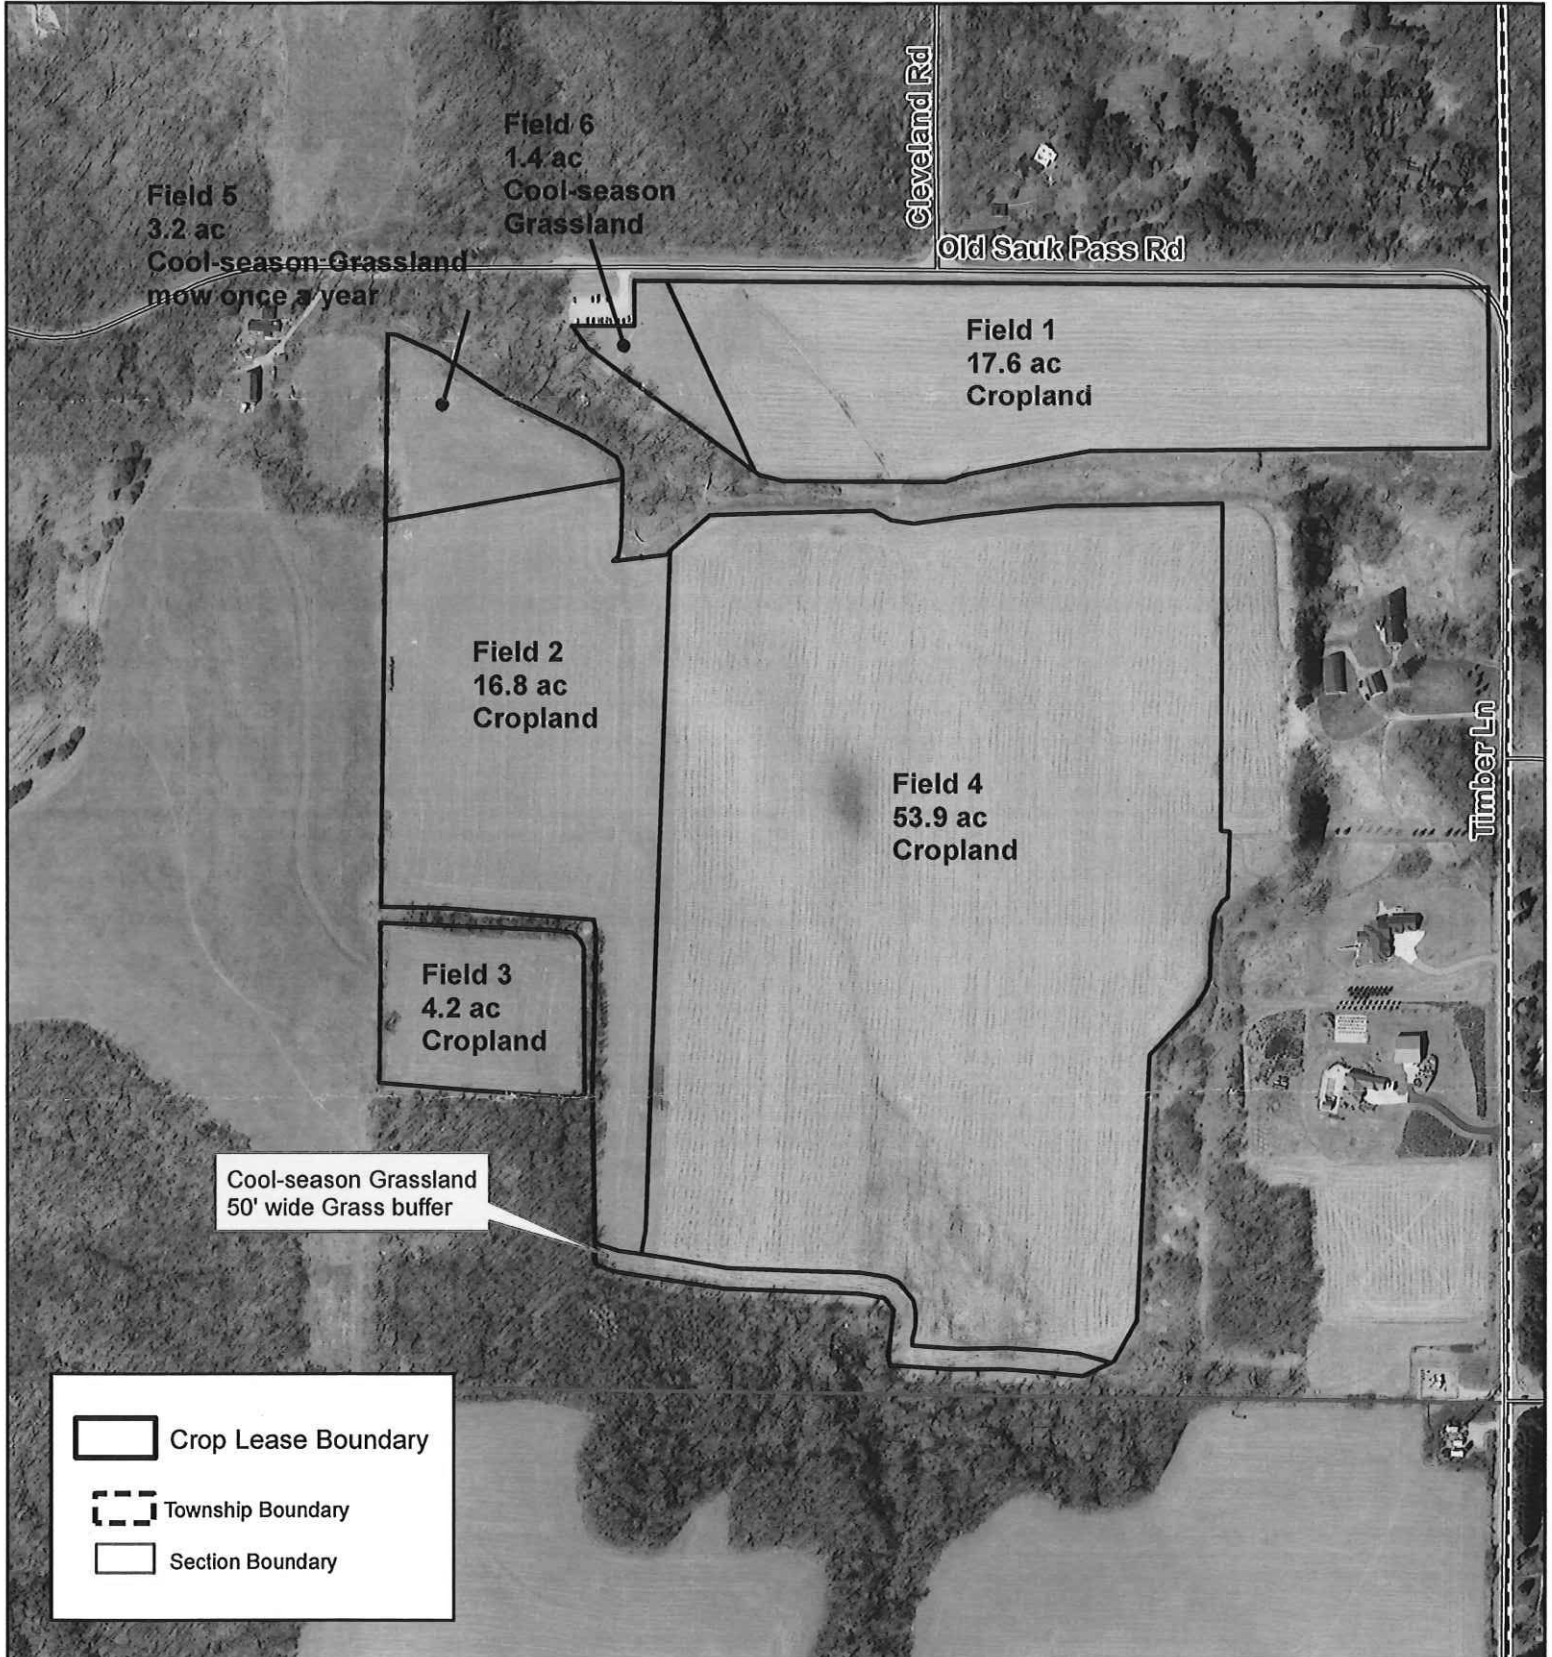 Field 6
1.4 ac
Cool-season
Grassland
Field 5
3.2 ac
Cool-season Grassland
mow once a year
Cleveland Rd
Old Sauk Pass Rd
Field 1
17.6 ac
Cropland
Field 2
16.8 ac
Cropland
Field 4
53.9 ac
Cropland
Timber Ln
Field 3
4.2 ac
Cropland
Cool-season Grassland
50' wide Grass buffer
Crop Lease Boundary
Township Boundary
Section Boundary